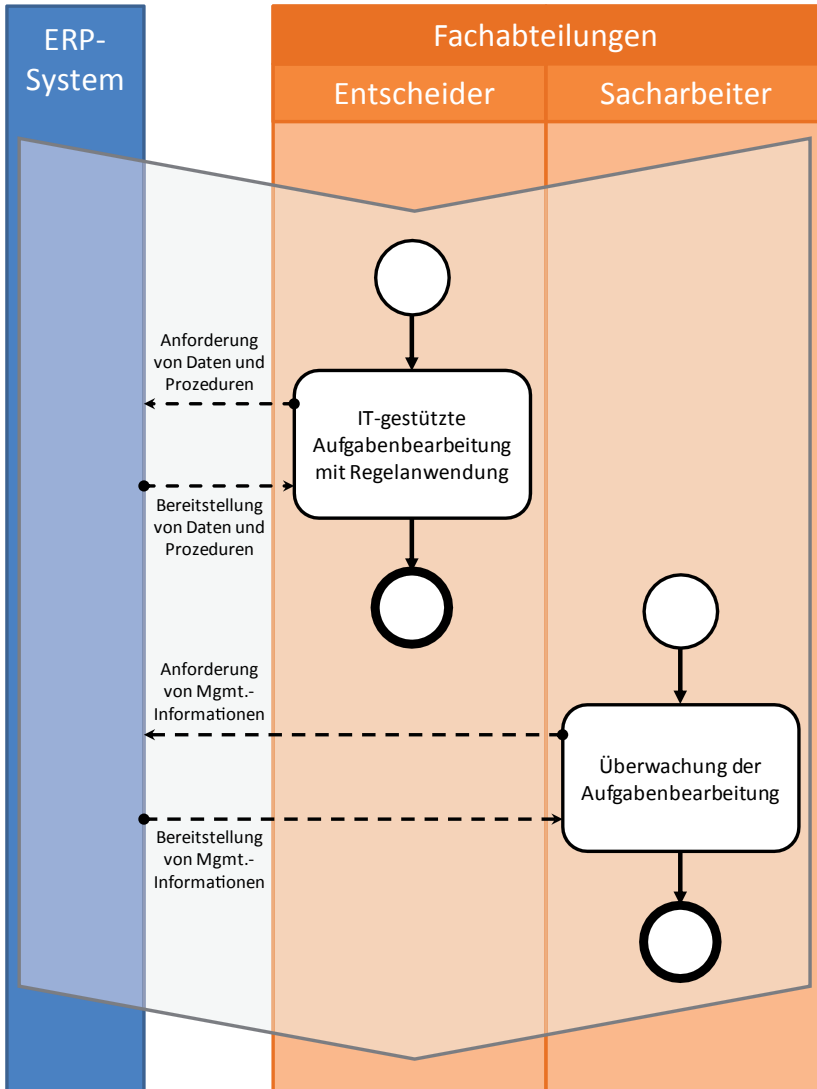 ERP-
System
Fachabteilungen
Entscheider
Sacharbeiter
Anforderung
von Daten und
Prozeduren
IT-gestützte
Aufgabenbearbeitung
mit Regelanwendung
Bereitstellung
von Daten und
Prozeduren
Anforderung
von Mgmt.-
Informationen
Überwachung der
Aufgabenbearbeitung
Bereitstellung
von Mgmt.-
Informationen